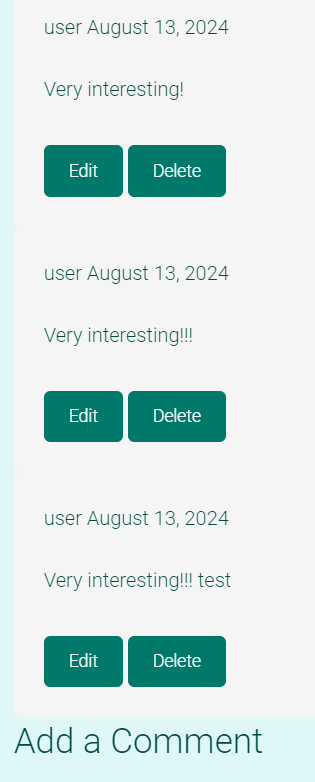 user August 13, 2024
Very interesting!
Edit Delete
user August 13, 2024
Very interesting!!!
Edit Delete
user August 13, 2024
Very interesting!!! test
Edit Delete
Add a Comment